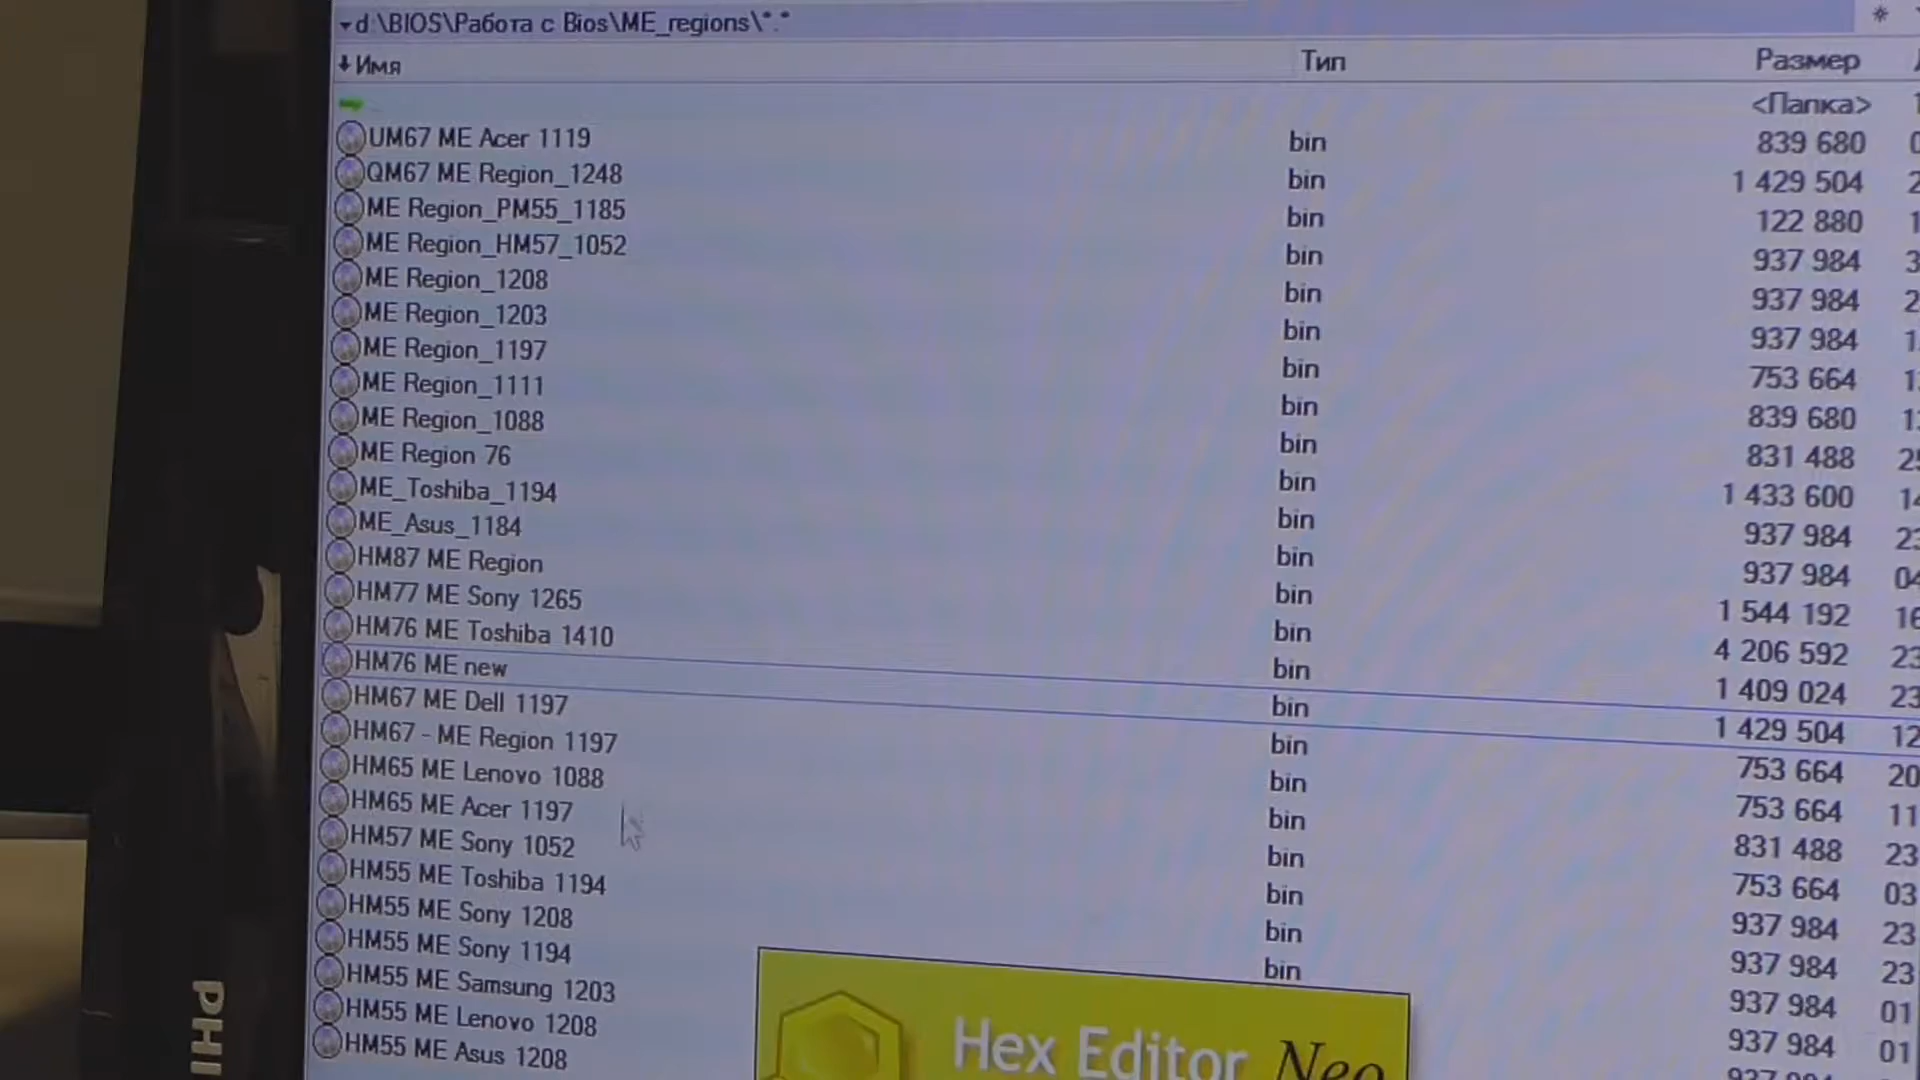 d:\BIOS\Работа с Bios\ME_regions\*.*
Имя Тип Размер
<Папка>
UM67 ME Acer 1119 bin 839 680
QM67 ME Region_1248 bin 1 429 504
ME Region_PM55_1185 bin 122 880
ME Region_HM57_1052 bin 937 984
ME Region_1208 bin 937 984
ME Region_1203 bin 937 984
ME Region_1197 bin 753 664
ME Region_1111 bin 839 680
ME Region_1088 bin 831 488
ME Region 76 bin 1 433 600
ME_Toshiba_1194 bin 937 984
ME_Asus_1184 bin 937 984
HM87 ME Region bin 1 544 192
HM77 ME Sony 1265 bin 4 206 592
HM76 ME Toshiba 1410 bin 1 409 024
HM76 ME new bin 1 429 504
HM67 ME Dell 1197 bin 753 664
HM67 - ME Region 1197 bin 753 664
HM65 ME Lenovo 1088 bin 831 488
HM65 ME Acer 1197 bin 753 664
HM57 ME Sony 1052 bin 937 984
HM55 ME Toshiba 1194 bin 937 984
HM55 ME Sony 1208 bin 937 984
HM55 ME Sony 1194 937 984
HM55 ME Samsung 1203
HM55 ME Lenovo 1208
HM55 ME Asus 1208
Hex Editor Neo
PHI